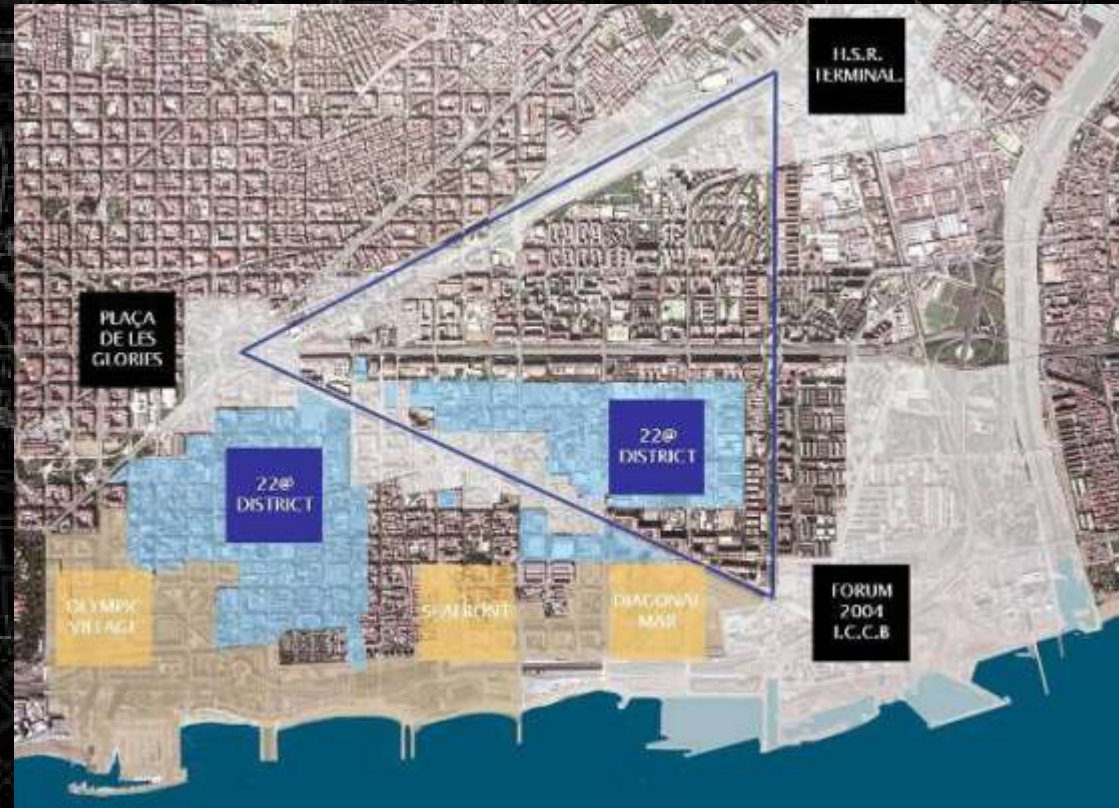 H.S.R.
TERMINAL.
PLAÇA
DE LES
GLORIES
22@
DISTRICT
22@
DISTRICT
OLYMPIC
VILLAGE
SEAFRONT
DIAGONAL
MAR
FORUM
2004
I.C.C.B